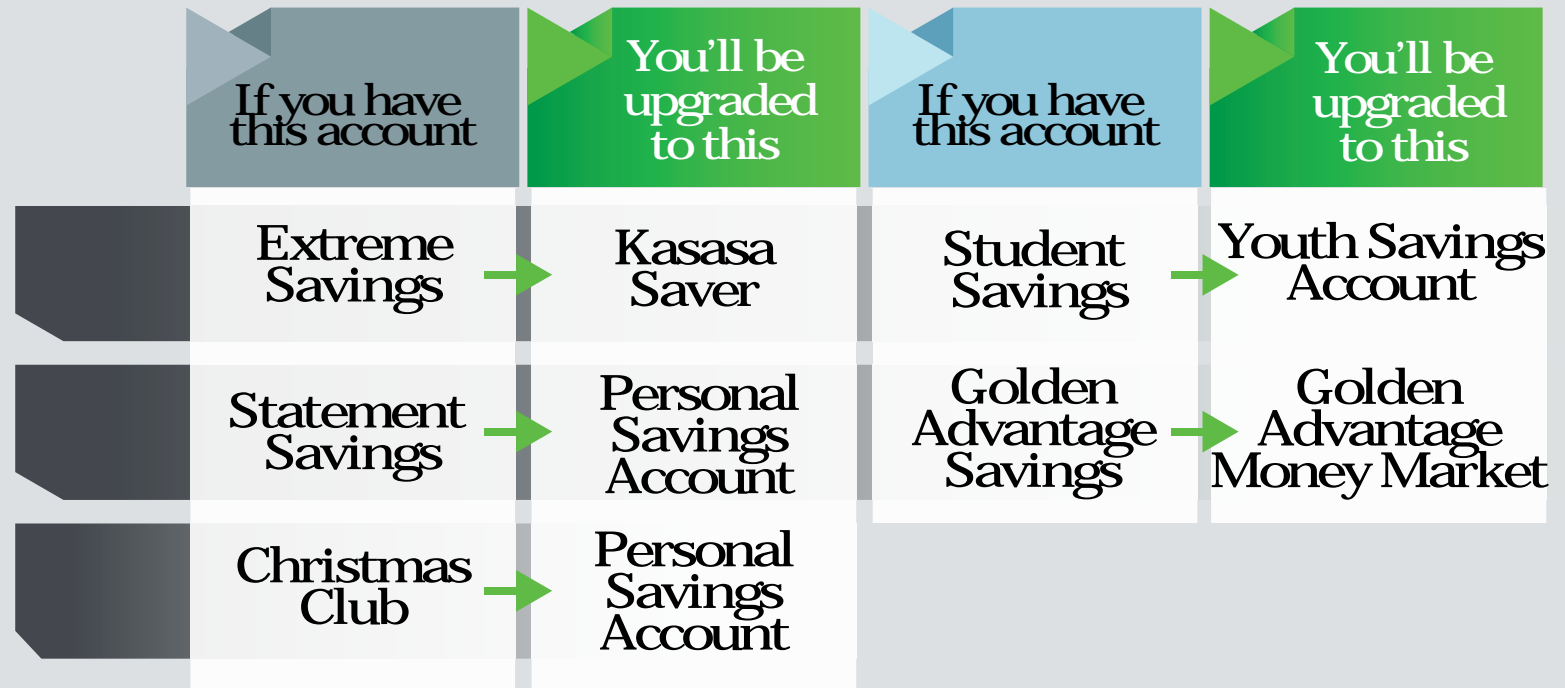 If you have
this account
You'll be
upgraded
to this
If you have
this account
You'll be
upgraded
to this
Extreme
Savings
Kasasa
Saver
Student
Savings
Youth Savings
Account
Statement
Savings
Personal
Savings
Account
Golden
Advantage
Savings
Golden
Advantage
Money Market
Christmas
Club
Personal
Savings
Account